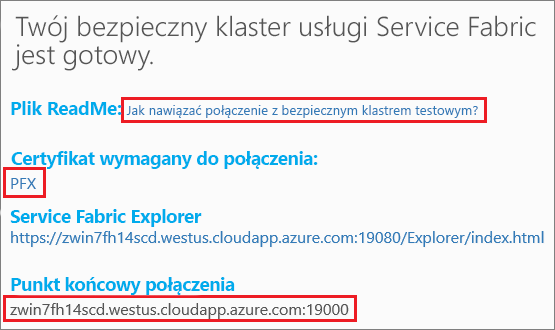 Twój bezpieczny klaster usługi Service Fabric
jest gotowy.
Plik ReadMe: Jak nawiązać połączenie z bezpiecznym klastrem testowym?
Certyfikat wymagany do połączenia:
PFX
Service Fabric Explorer
https://zwin7fh14scd.westus.cloudapp.azure.com:19080/Explorer/index.html
Punkt końcowy połączenia
zwin7fh14scd.westus.cloudapp.azure.com:19000